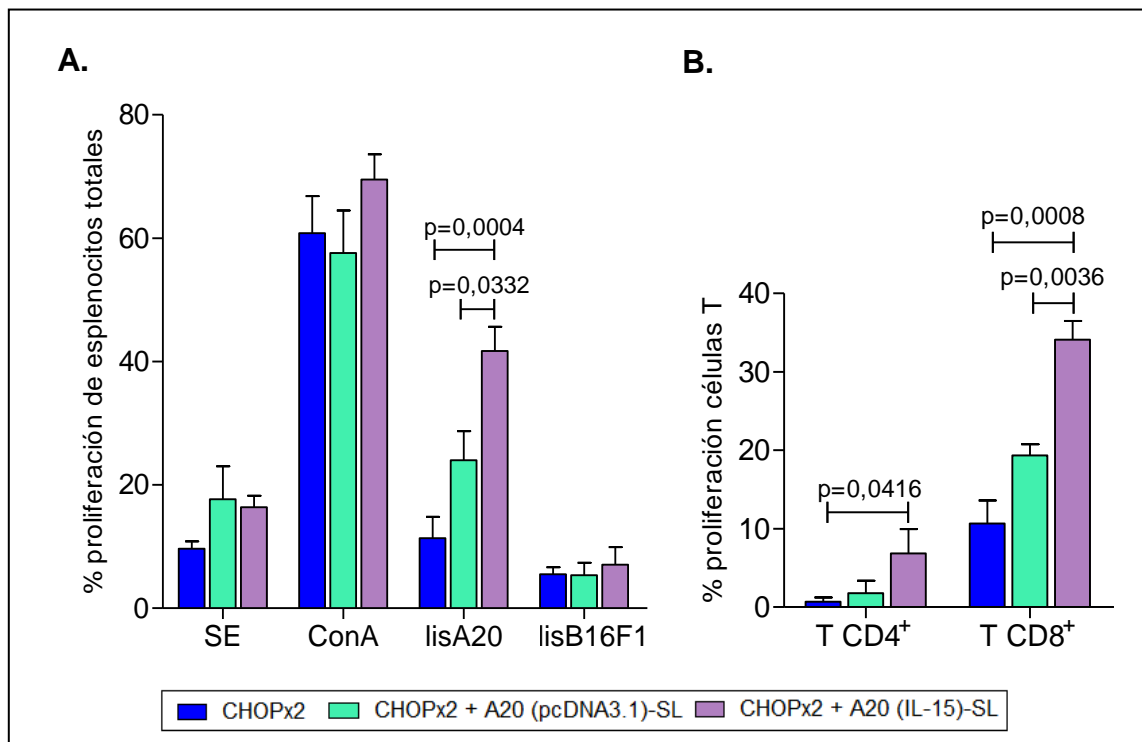 A.
% proliferación de esplenocitos totales
80
60
40
20
0
p=0,0004
p=0,0332
SE
ConA
lisA20
lisB16F1
B.
% proliferación células T
40
30
20
10
0
p=0,0008
p=0,0036
p=0,0416
T CD4⁺
T CD8⁺
CHOPx2
CHOPx2 + A20 (pcDNA3.1)-SL
CHOPx2 + A20 (IL-15)-SL